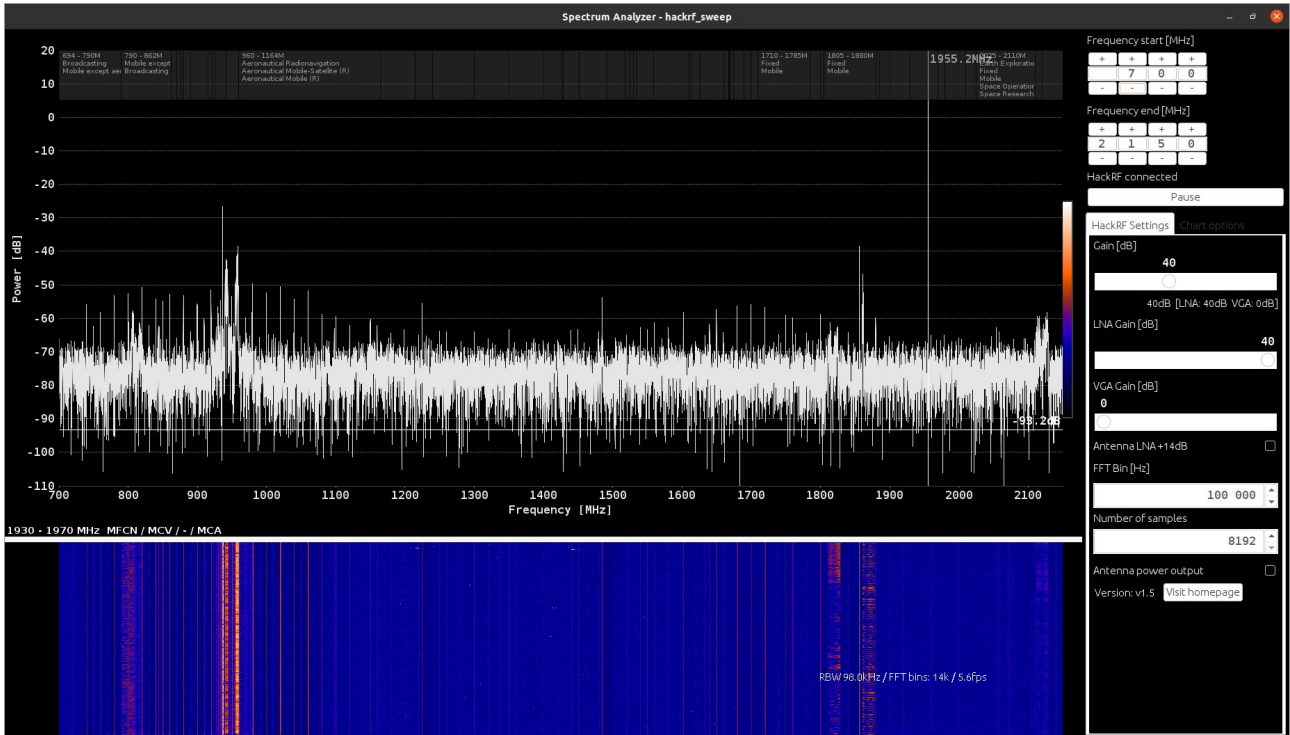 Spectrum Analyzer - hackrf_sweep
20
10
0
-10
-20
-30
-40
-50
-60
-70
-80
-90
-100
-110
Power [dB]
694 - 790M
Broadcasting
Mobile except aer
790 - 862M
Mobile except
Broadcasting
960 - 1164M
Aeronautical Radionavigation
Aeronautical Mobile-Satellite (R)
Aeronautical Mobile (R)
1710 - 1785M
Fixed
Mobile
1805 - 1880M
Fixed
Mobile
1955.2MHz
2025 - 2110M
Earth Exploratio
Fixed
Mobile
Space Operation
Space Research
-93.2dB
700 800 900 1000 1100 1200 1300 1400 1500 1600 1700 1800 1900 2000 2100
Frequency [MHz]
1930 - 1970 MHz MFCN / MCV / - / MCA
RBW 98.0kHz / FFT bins: 14k / 5.6fps
Frequency start [MHz]
+ + + +
7 0 0
- - - -
Frequency end [MHz]
+ + + +
2 1 5 0
- - - -
HackRF connected
Pause
HackRF Settings Chart options
Gain [dB]
40
40dB [LNA: 40dB VGA: 0dB]
LNA Gain [dB]
40
VGA Gain [dB]
0
Antenna LNA +14dB
FFT Bin [Hz]
100 000
Number of samples
8192
Antenna power output
Version: v1.5 Visit homepage